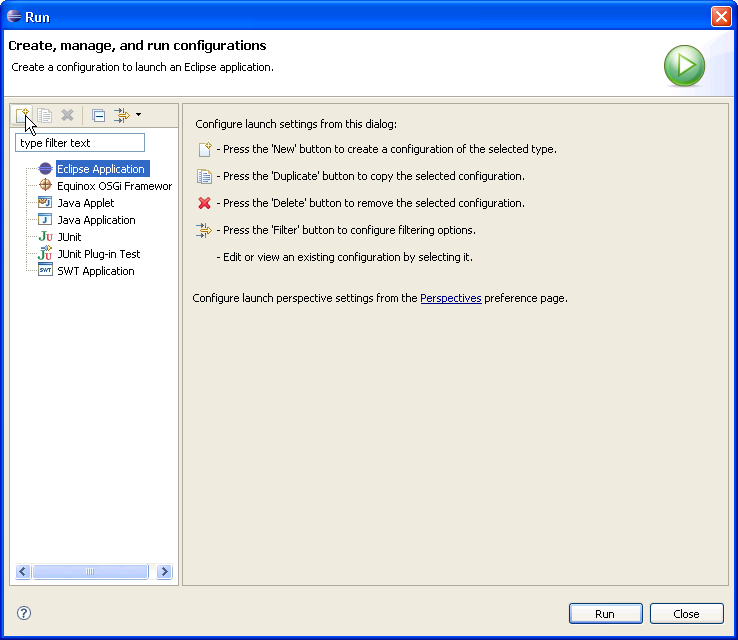 Run
Create, manage, and run configurations
Create a configuration to launch an Eclipse application.
type filter text
Eclipse Application
Equinox OSGi Framewor
Java Applet
Java Application
JUnit
JUnit Plug-in Test
SWT Application
Configure launch settings from this dialog:
- Press the 'New' button to create a configuration of the selected type.
- Press the 'Duplicate' button to copy the selected configuration.
- Press the 'Delete' button to remove the selected configuration.
- Press the 'Filter' button to configure filtering options.
- Edit or view an existing configuration by selecting it.
Configure launch perspective settings from the Perspectives preference page.
Run
Close